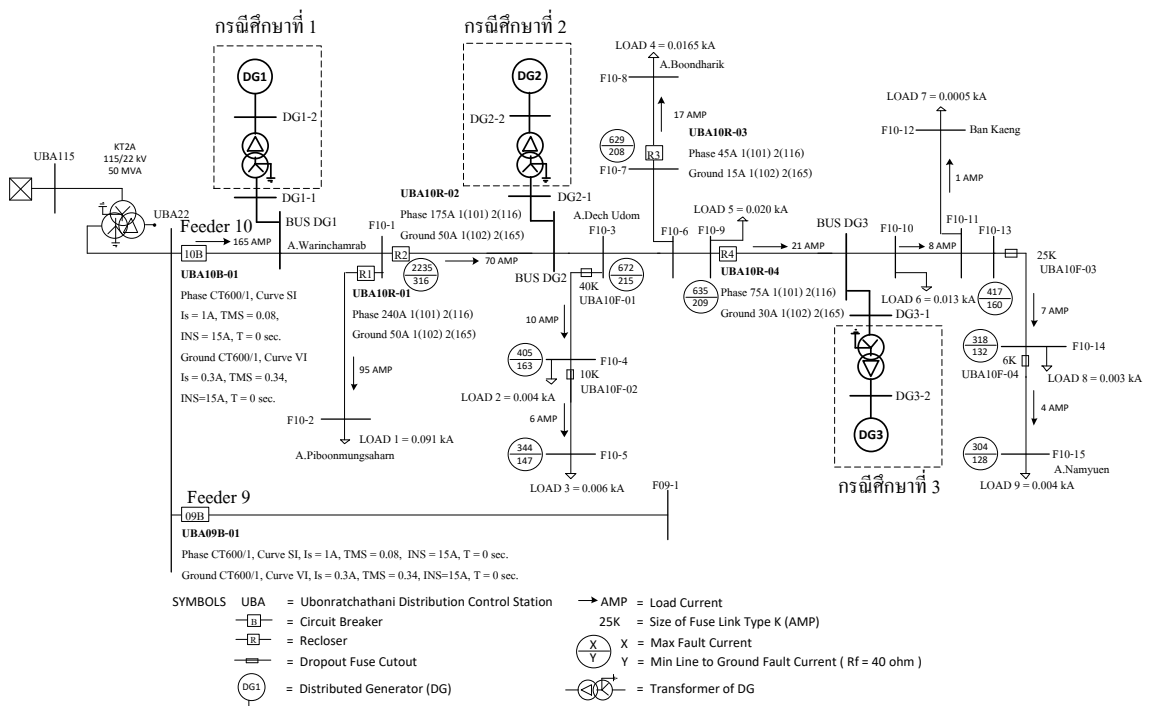 กรณีศึกษาที่ 1
กรณีศึกษาที่ 2
LOAD 4 = 0.0165 kA
A.Boondharik
F10-8
DG1
DG2
DG1-2
DG2-2
LOAD 7 = 0.0005 kA
F10-12
Ban Kaeng
17 AMP
UBA10R-03
Phase 45A 1(101) 2(116)
Ground 15A 1(102) 2(165)
629
208
R3
F10-7
KT2A
115/22 kV
50 MVA
UBA115
DG1-1
DG2-1
UBA10R-02
Phase 175A 1(101) 2(116)
Ground 50A 1(102) 2(165)
1 AMP
LOAD 5 = 0.020 kA
UBA22
Feeder 10
165 AMP
BUS DG1
A.Warinchamrab
F10-1
A.Dech Udom
F10-3
F10-6
F10-9
BUS DG3
F10-10
F10-11
F10-13
21 AMP
8 AMP
10B
R2
70 AMP
BUS DG2
R4
25K
UBA10F-03
UBA10B-01
Phase CT600/1, Curve SI
Is = 1A, TMS = 0.08,
INS = 15A, T = 0 sec.
Ground CT600/1, Curve VI
Is = 0.3A, TMS = 0.34,
INS=15A, T = 0 sec.
R1
2235
316
UBA10R-01
Phase 240A 1(101) 2(116)
Ground 50A 1(102) 2(165)
40K
UBA10F-01
672
215
635
209
UBA10R-04
Phase 75A 1(101) 2(116)
Ground 30A 1(102) 2(165)
LOAD 6 = 0.013 kA
417
160
DG3-1
10 AMP
7 AMP
405
163
F10-4
10K
UBA10F-02
LOAD 2 = 0.004 kA
318
132
F10-14
6K
UBA10F-04
LOAD 8 = 0.003 kA
95 AMP
DG3-2
6 AMP
4 AMP
F10-2
LOAD 1 = 0.091 kA
A.Piboonmungsaharn
DG3
344
147
F10-5
LOAD 3 = 0.006 kA
304
128
F10-15
A.Namyuen
LOAD 9 = 0.004 kA
กรณีศึกษาที่ 3
Feeder 9
F09-1
09B
UBA09B-01
Phase CT600/1, Curve SI, Is = 1A, TMS = 0.08, INS = 15A, T = 0 sec.
Ground CT600/1, Curve VI, Is = 0.3A, TMS = 0.34, INS=15A, T = 0 sec.
SYMBOLS UBA = Ubonratchathani Distribution Control Station
B = Circuit Breaker
R = Recloser
= Dropout Fuse Cutout
DG1 = Distributed Generator (DG)
AMP = Load Current
25K = Size of Fuse Link Type K (AMP)
X
Y
X = Max Fault Current
Y = Min Line to Ground Fault Current ( Rf = 40 ohm )
= Transformer of DG